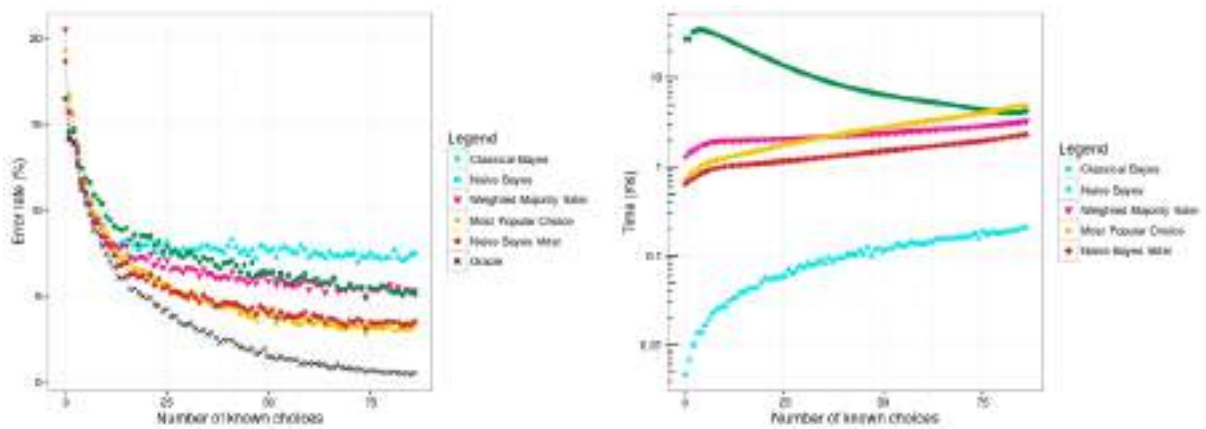 20
15
10
5
0
Error rate (%)
0 25 50 75
Number of known choices
Legend
Classical Bayes
Naive Bayes
Weighted Majority Voter
Most Popular Choice
Naive Bayes Voter
Oracle
10
1
0.1
0.01
Time (ms)
0 25 50 75
Number of known choices
Legend
Classical Bayes
Naive Bayes
Weighted Majority Voter
Most Popular Choice
Naive Bayes Voter